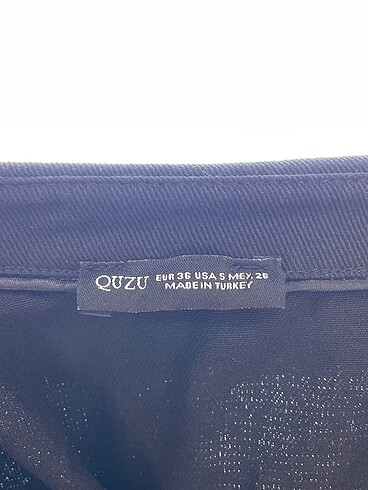 QUZU EUR 36 USA S MEX. 26
MADE IN TURKEY